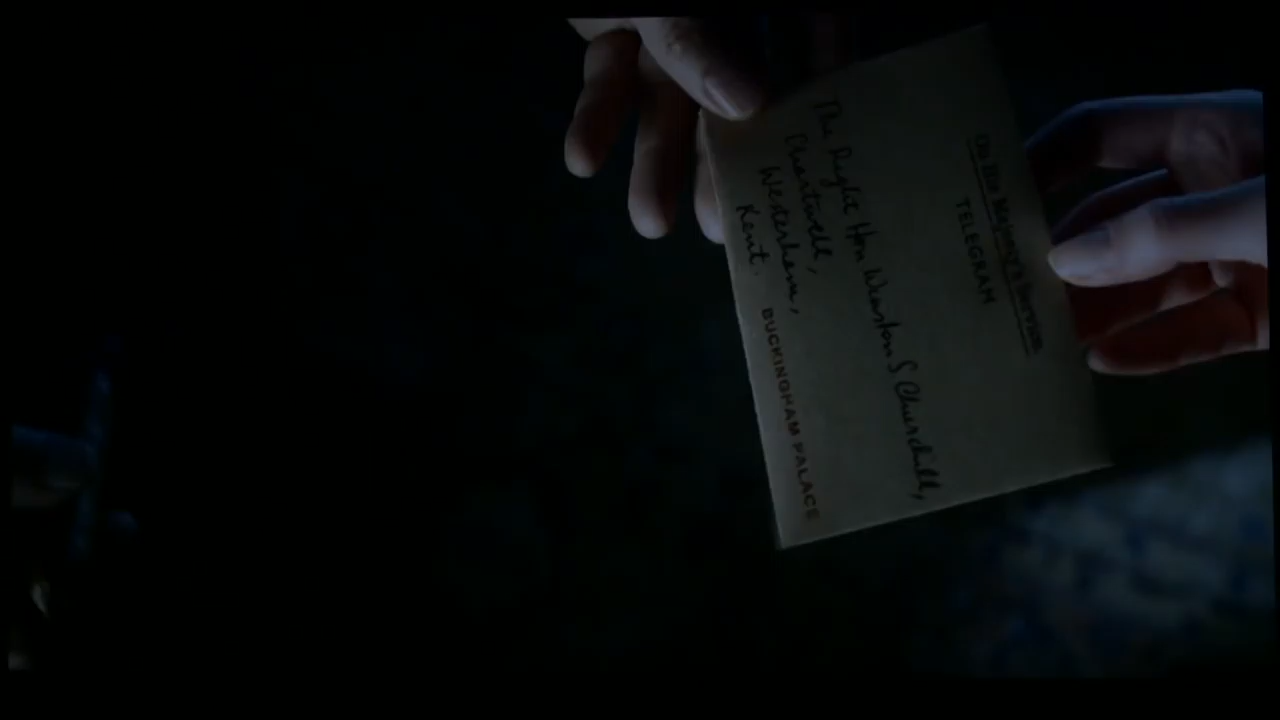 On His Majesty's Service
TELEGRAM
The Right Hon Winston S Churchill,
Chartwell,
Westerham,
Kent.
BUCKINGHAM PALACE